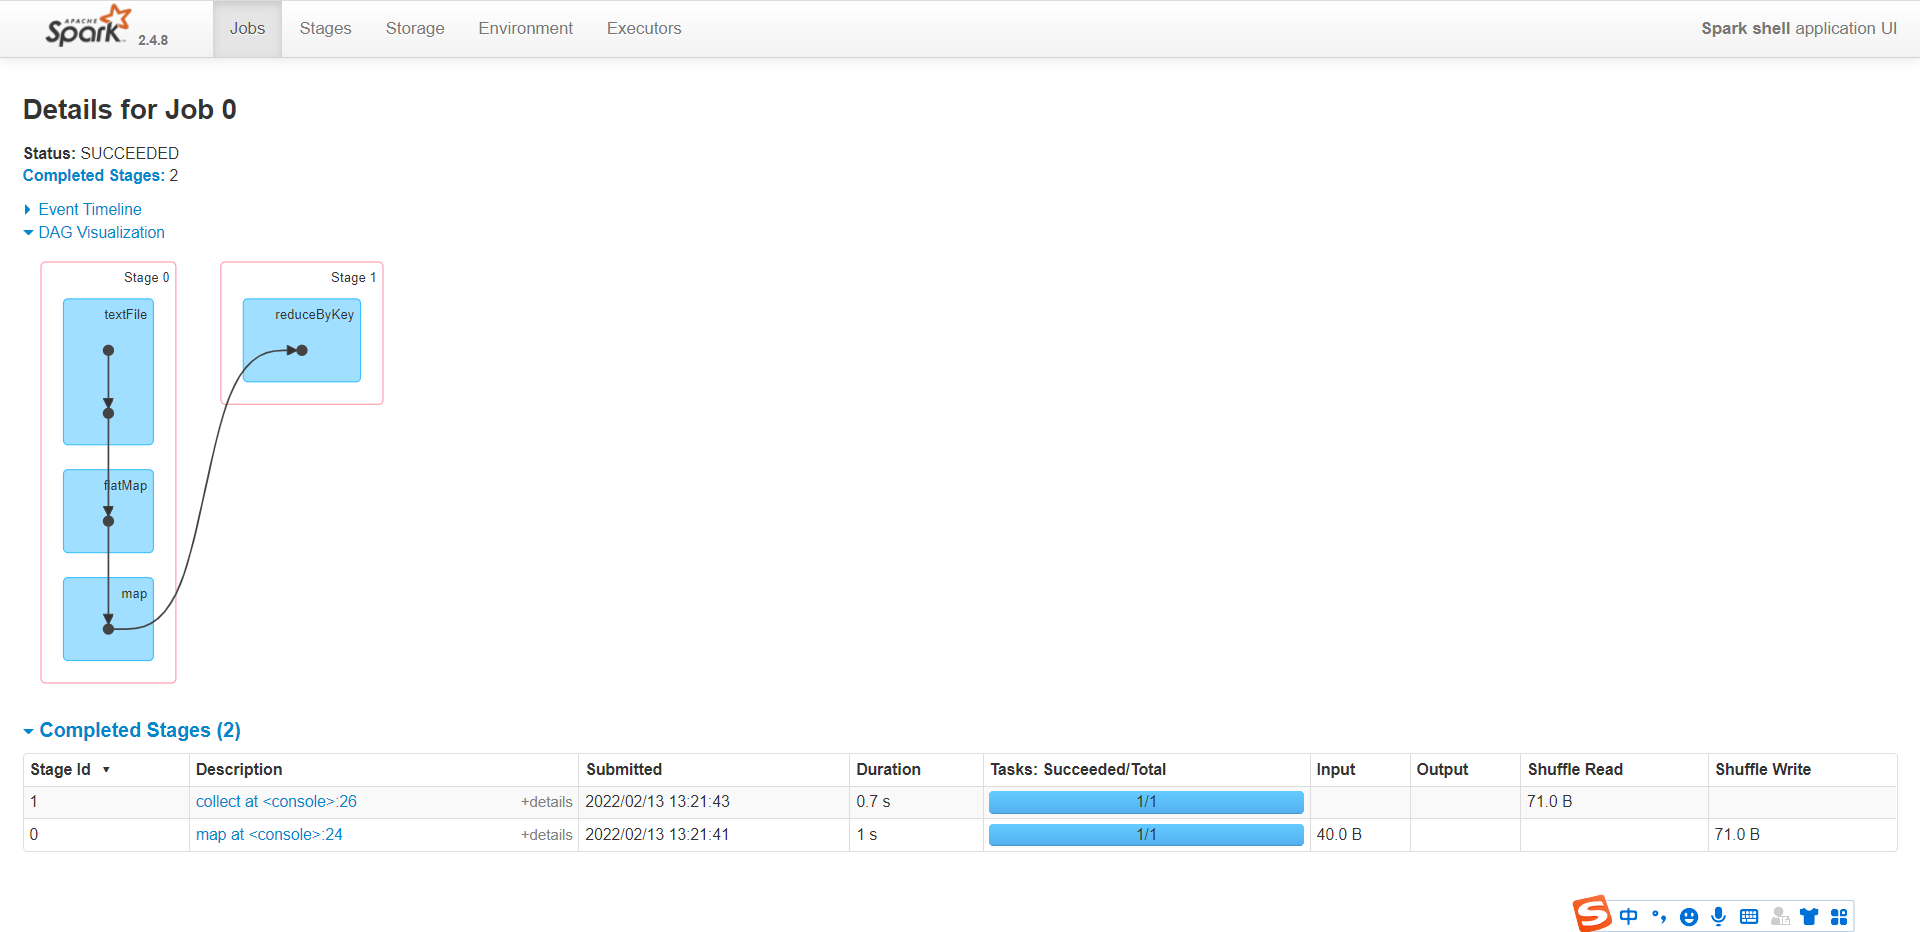 APACHE Spark 2.4.8 Jobs Stages Storage Environment Executors Spark shell application UI
Details for Job 0
Status: SUCCEEDED
Completed Stages: 2
Event Timeline
DAG Visualization
Stage 0 Stage 1
textFile reduceByKey
flatMap
map
Completed Stages (2)
Stage Id ▾ Description Submitted Duration Tasks: Succeeded/Total Input Output Shuffle Read Shuffle Write
1 collect at <console>:26 +details 2022/02/13 13:21:43 0.7 s 1/1 71.0 B
0 map at <console>:24 +details 2022/02/13 13:21:41 1 s 1/1 40.0 B 71.0 B
S 中 °,